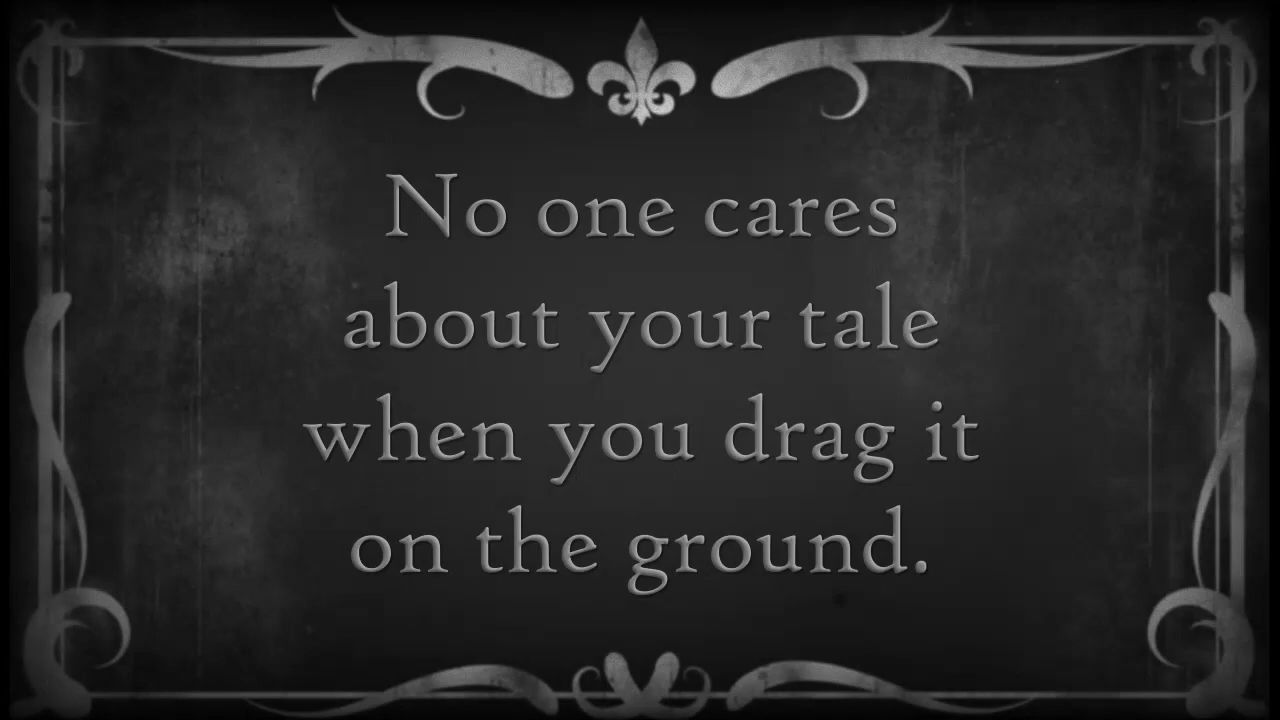 No one cares
about your tale
when you drag it
on the ground.